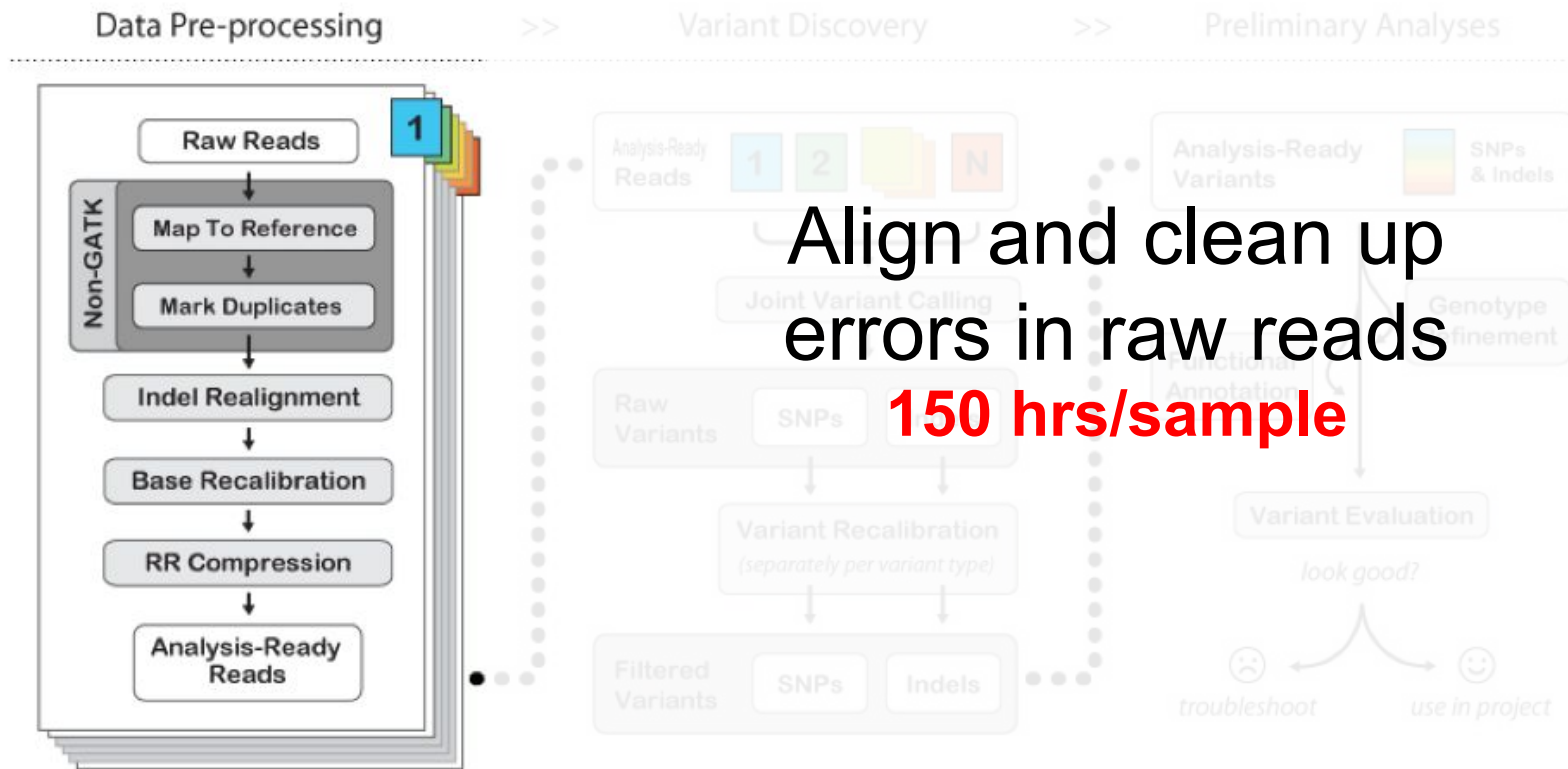 Data Pre-processing >> Variant Discovery >> Preliminary Analyses
1
Raw Reads
Non-GATK
Map To Reference
Mark Duplicates
Indel Realignment
Base Recalibration
RR Compression
Analysis-Ready
Reads
Analysis-Ready
Reads
1 2 N
Joint Variant Calling
Raw
Variants
SNPs
Variant Recalibration
(separately per variant type)
Filtered
Variants
SNPs Indels
Analysis-Ready
Variants
SNPs
& Indels
Genotype
Functional
Annotation
Variant Evaluation
look good?
troubleshoot use in project
Align and clean up
errors in raw reads
150 hrs/sample